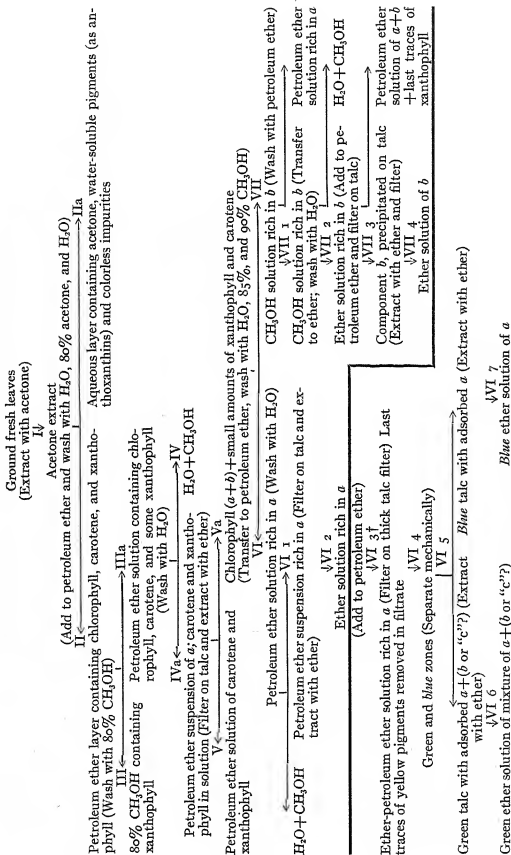 Ground fresh leaves
(Extract with acetone)
I↓
Acetone extract
(Add to petroleum ether and wash with H₂O, 80% acetone, and H₂O)
II← →IIa
Petroleum ether layer containing chlorophyll, carotene, and xantho-
phyll (Wash with 80% CH₃OH)
Aqueous layer containing acetone, water-soluble pigments (as an-
thoxanthins) and colorless impurities
III← →IIIa
80% CH₃OH containing
xanthophyll
Petroleum ether solution containing chlo-
rophyll, carotene, and some xanthophyll
(Wash with H₂O)
IVa← →IV
Petroleum ether suspension of a; carotene and xantho-
phyll in solution (Filter on talc and extract with ether)
H₂O+CH₃OH
V← →Va
Petroleum ether solution of carotene and
xanthophyll
Chlorophyll (a+b)+small amounts of xanthophyll and carotene
(Transfer to petroleum ether, wash with H₂O, 85%, and 90% CH₃OH)
VI← →VII
Petroleum ether solution rich in a (Wash with H₂O)
←→VI 1
H₂O+CH₃OH
Petroleum ether suspension rich in a (Filter on talc and ex-
tract with ether)
↓VI 2
Ether solution rich in a
(Add to petroleum ether)
↓VI 3†
Ether-petroleum ether solution rich in a (Filter on thick talc filter) Last
traces of yellow pigments removed in filtrate
↓VI 4
Green and blue zones (Separate mechanically)
VI 5
Green talc with adsorbed a+(b or "c"?) (Extract
with ether)
Blue talc with adsorbed a (Extract with ether)
↓VI 6
↓VI 7
Green ether solution of mixture of a+(b or "c"?)
Blue ether solution of a
CH₃OH solution rich in b (Wash with petroleum ether)
↓VII 1
CH₃OH solution rich in b (Transfer
to ether; wash with H₂O)
Petroleum ether
solution rich in a
↓VII 2
Ether solution rich in b (Add to pe-
troleum ether and filter on talc)
H₂O+CH₃OH
↓VII 3
Component b, precipitated on talc
(Extract with ether and filter)
Petroleum ether
solution of a+b
+last traces of
xanthophyll
↓VII 4
Ether solution of b